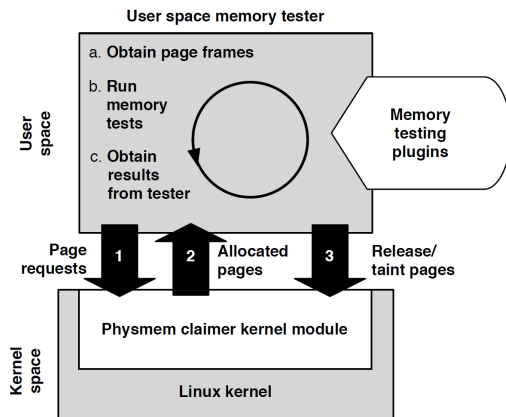 User space memory tester
a. Obtain page frames
b. Run
memory
tests
c. Obtain
results
from tester
User
space
Memory
testing
plugins
Page
requests
1
2
Allocated
pages
3
Release/
taint pages
Physmem claimer kernel module
Kernel
space
Linux kernel